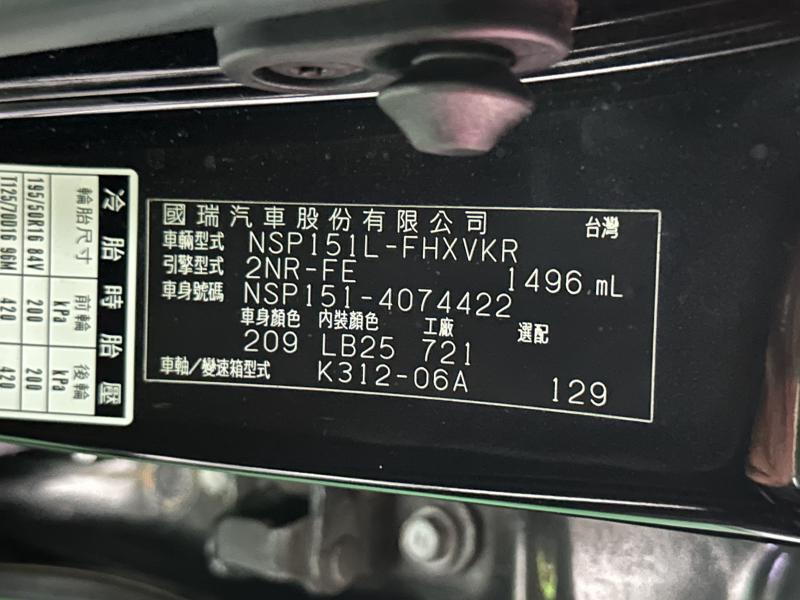 國瑞汽車股份有限公司 台灣
車輛型式 NSP151L-FHXVKR
引擎型式 2NR-FE 1496 mL
車身號碼 NSP151-4074422
車身顏色 內裝顏色 工廠 選配
209 LB25 721
車軸/變速箱型式 K312-06A 129
冷胎時胎壓
輪胎尺寸 前輪 後輪
kPa kPa
195/50R16 84V 200 200
T125/70D16 96M 420 420